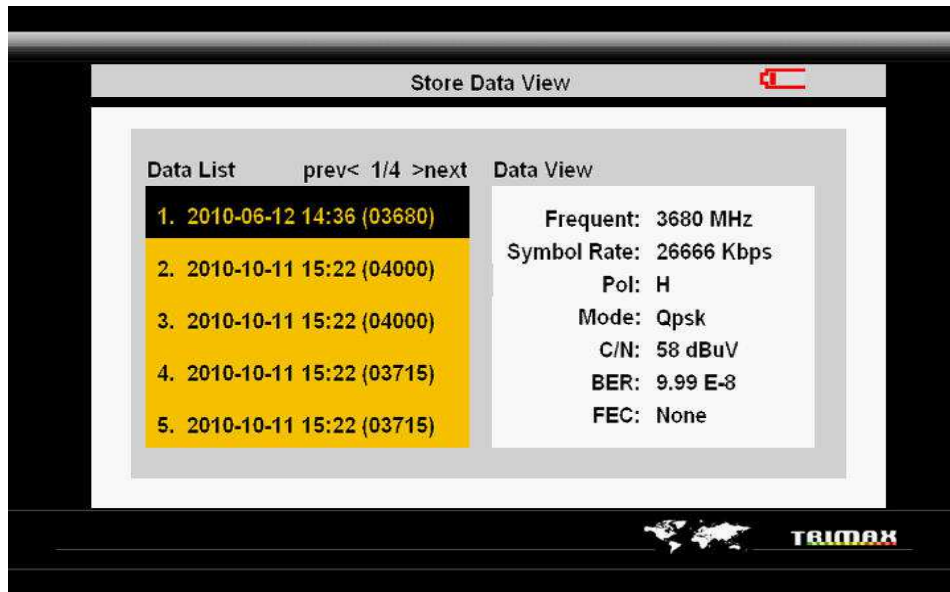 Store Data View
Data List prev< 1/4 >next
1. 2010-06-12 14:36 (03680)
2. 2010-10-11 15:22 (04000)
3. 2010-10-11 15:22 (04000)
4. 2010-10-11 15:22 (03715)
5. 2010-10-11 15:22 (03715)
Data View
Frequent: 3680 MHz
Symbol Rate: 26666 Kbps
Pol: H
Mode: Qpsk
C/N: 58 dBuV
BER: 9.99 E-8
FEC: None
TRIMAX